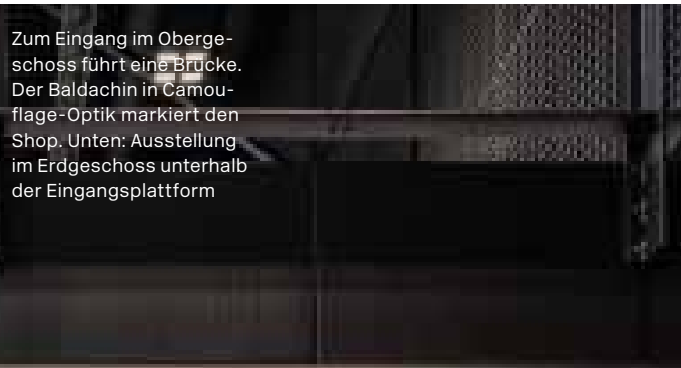 Zum Eingang im Oberge-
schoss führt eine Brücke.
Der Baldachin in Camou-
flage-Optik markiert den
Shop. Unten: Ausstellung
im Erdgeschoss unterhalb
der Eingangsplattform